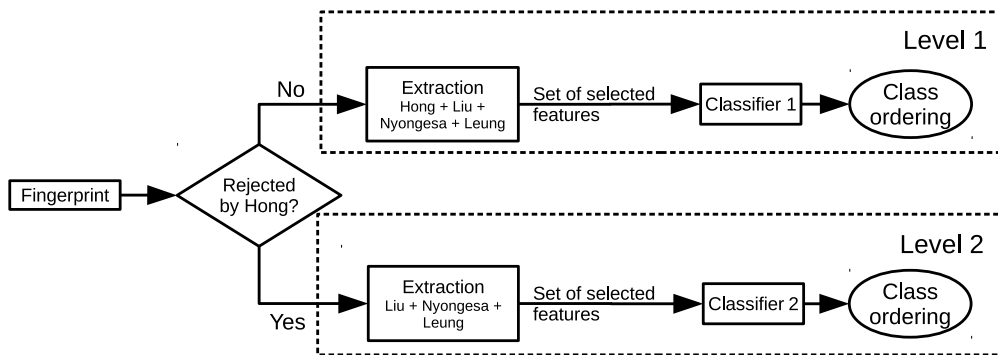 Level 1
No
Extraction
Hong + Liu +
Nyongesa + Leung
Set of selected
features
Classifier 1
Class
ordering
Fingerprint
Rejected
by Hong?
Level 2
Yes
Extraction
Liu + Nyongesa +
Leung
Set of selected
features
Classifier 2
Class
ordering